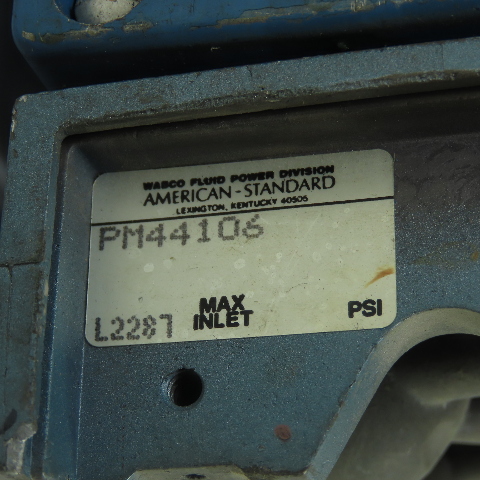 WABCO FLUID POWER DIVISION
AMERICAN-STANDARD
LEXINGTON, KENTUCKY 40505
PM44106
L2287 MAX INLET PSI